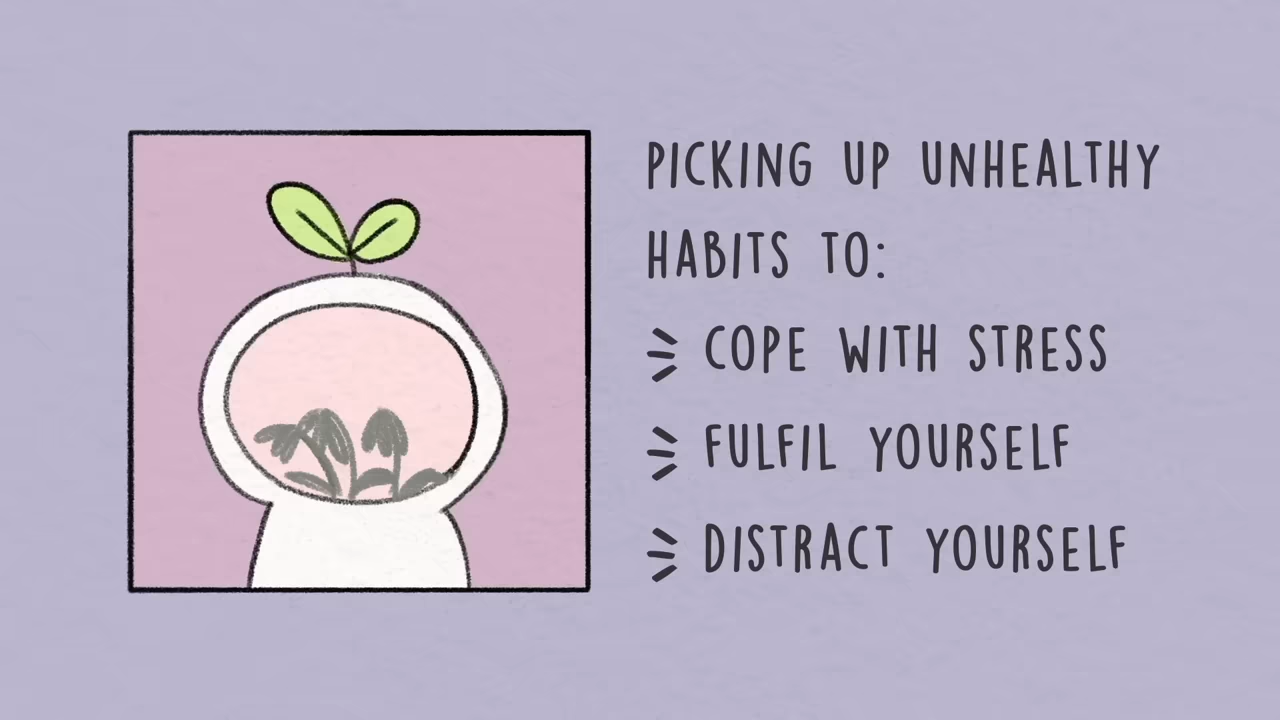 PICKING UP UNHEALTHY
HABITS TO:
COPE WITH STRESS
FULFIL YOURSELF
DISTRACT YOURSELF